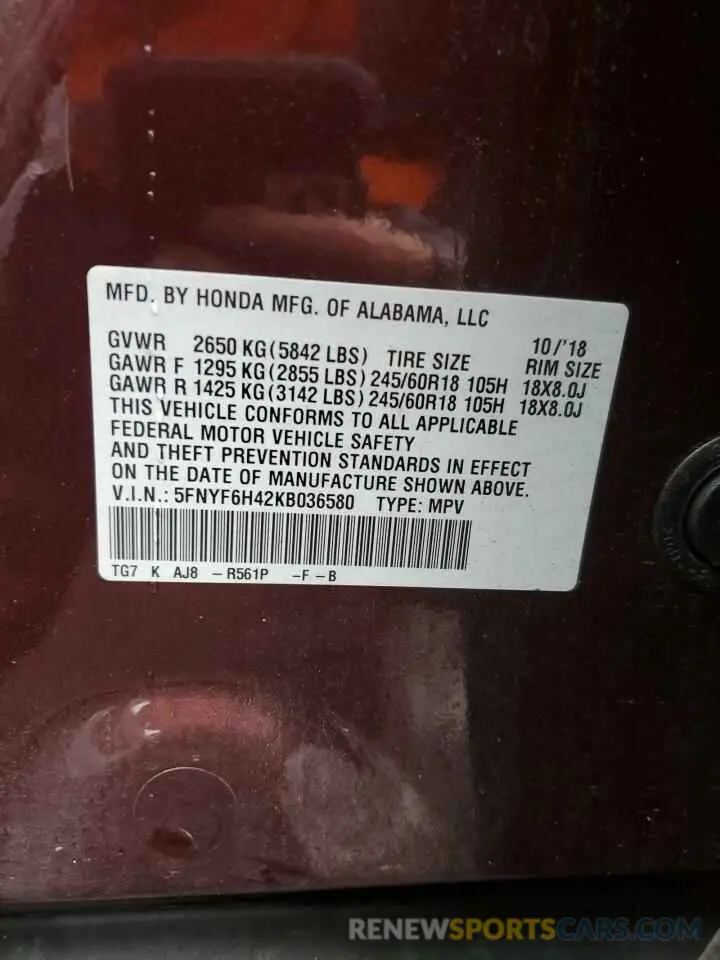 MFD. BY HONDA MFG. OF ALABAMA, LLC
GVWR 2650 KG(5842 LBS) TIRE SIZE 10/'18 RIM SIZE
GAWR F 1295 KG(2855 LBS)245/60R18 105H 18X8.0J
GAWR R 1425 KG(3142 LBS)245/60R18 105H 18X8.0J
THIS VEHICLE CONFORMS TO ALL APPLICABLE
FEDERAL MOTOR VEHICLE SAFETY
AND THEFT PREVENTION STANDARDS IN EFFECT
ON THE DATE OF MANUFACTURE SHOWN ABOVE.
V.I.N.: 5FNYF6H42KB036580 TYPE: MPV
TG7 K AJ8 -R561P -F-B
RENEWSPORTSCARS.COM